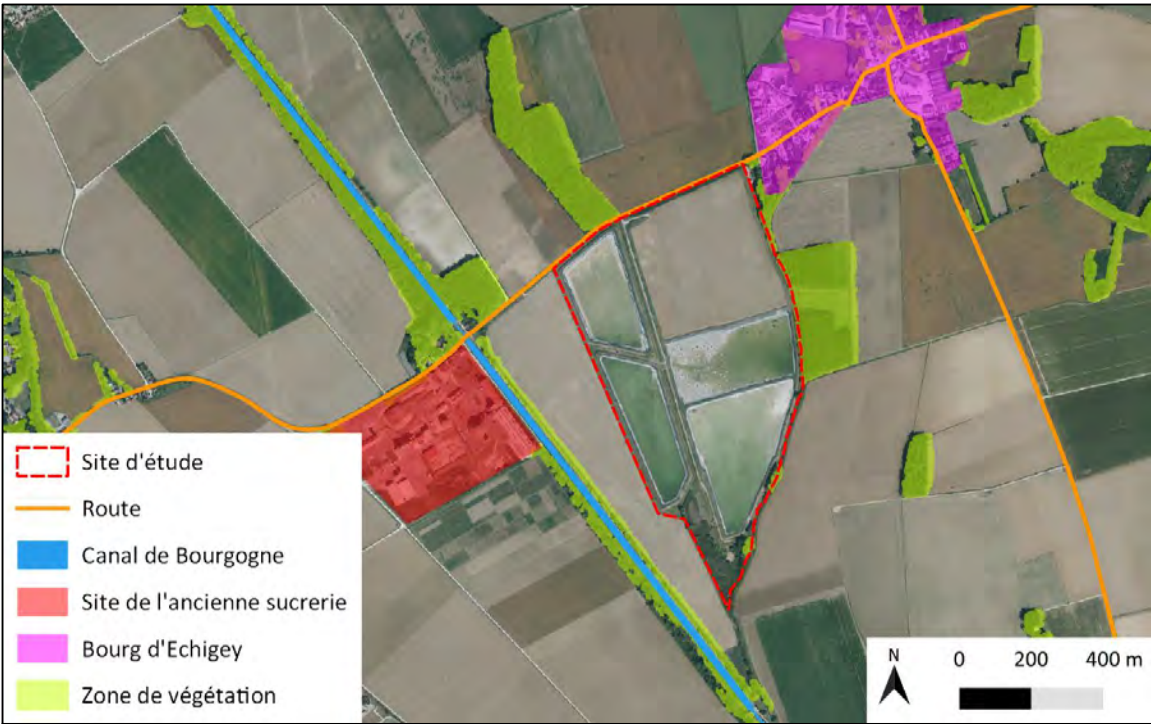 Site d'étude
Route
Canal de Bourgogne
Site de l'ancienne sucrerie
Bourg d'Echigey
Zone de végétation
N
0 200 400 m